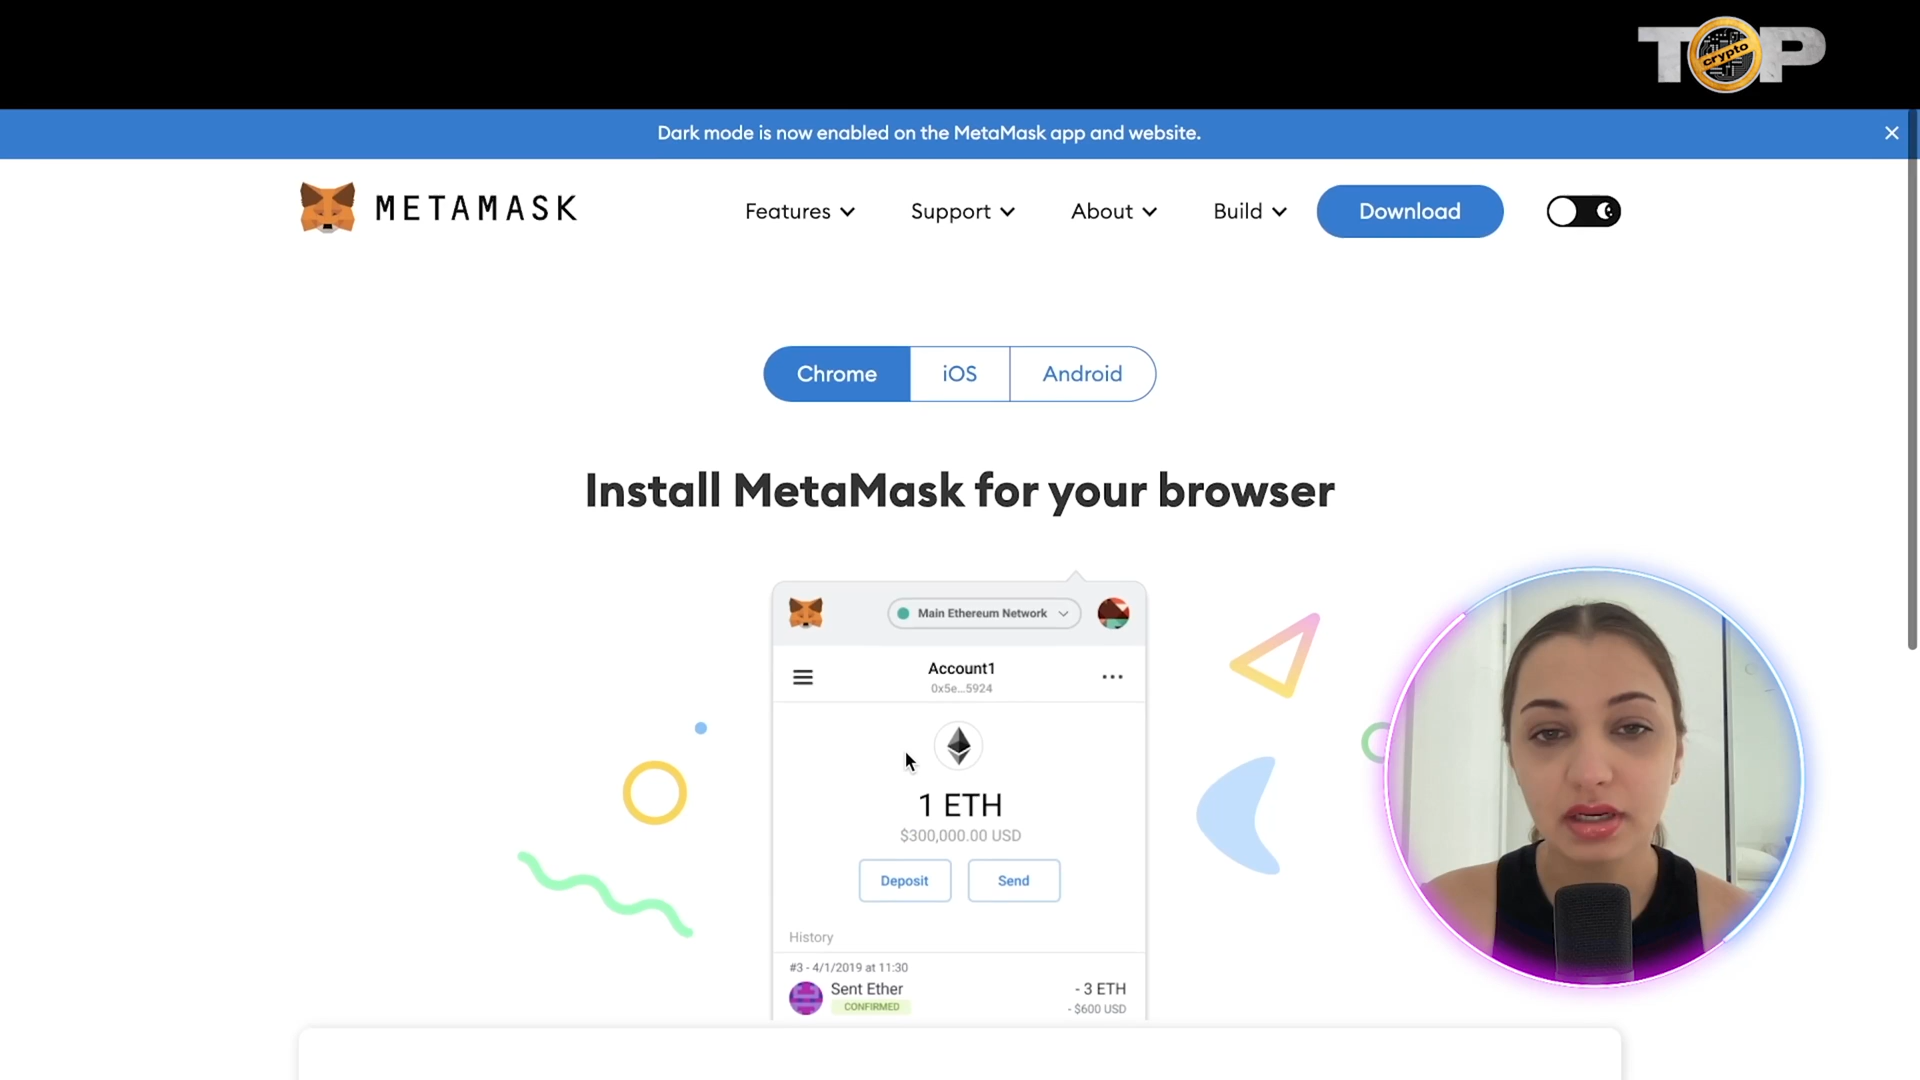 TOP
crypto
Dark mode is now enabled on the MetaMask app and website.
METAMASK
Features
Support
About
Build
Download
Chrome
iOS
Android
Install MetaMask for your browser
Main Ethereum Network
Account1
0x5e...5924
1 ETH
$300,000.00 USD
Deposit
Send
History
#3 - 4/1/2019 at 11:30
Sent Ether
- 3 ETH
CONFIRMED
- $600 USD